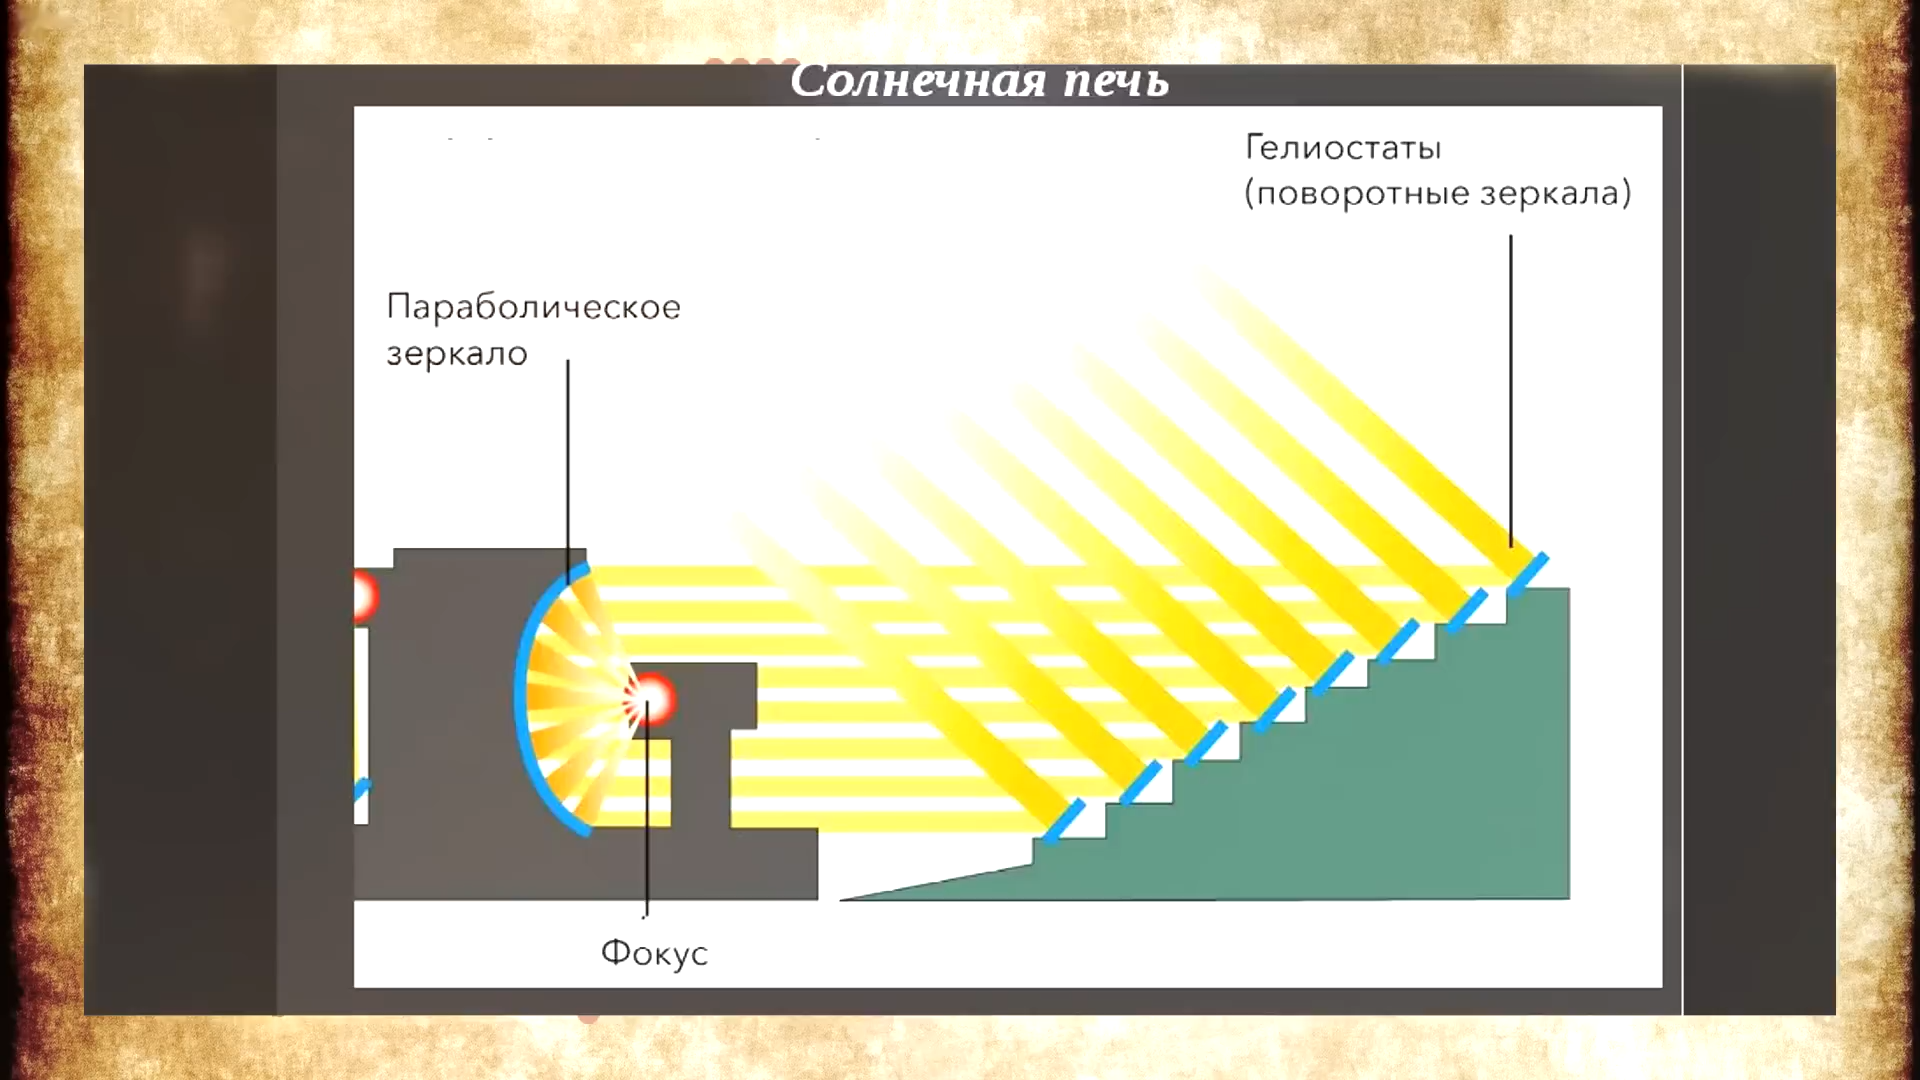 Солнечная печь
Гелиостаты
(поворотные зеркала)
Параболическое
зеркало
Фокус